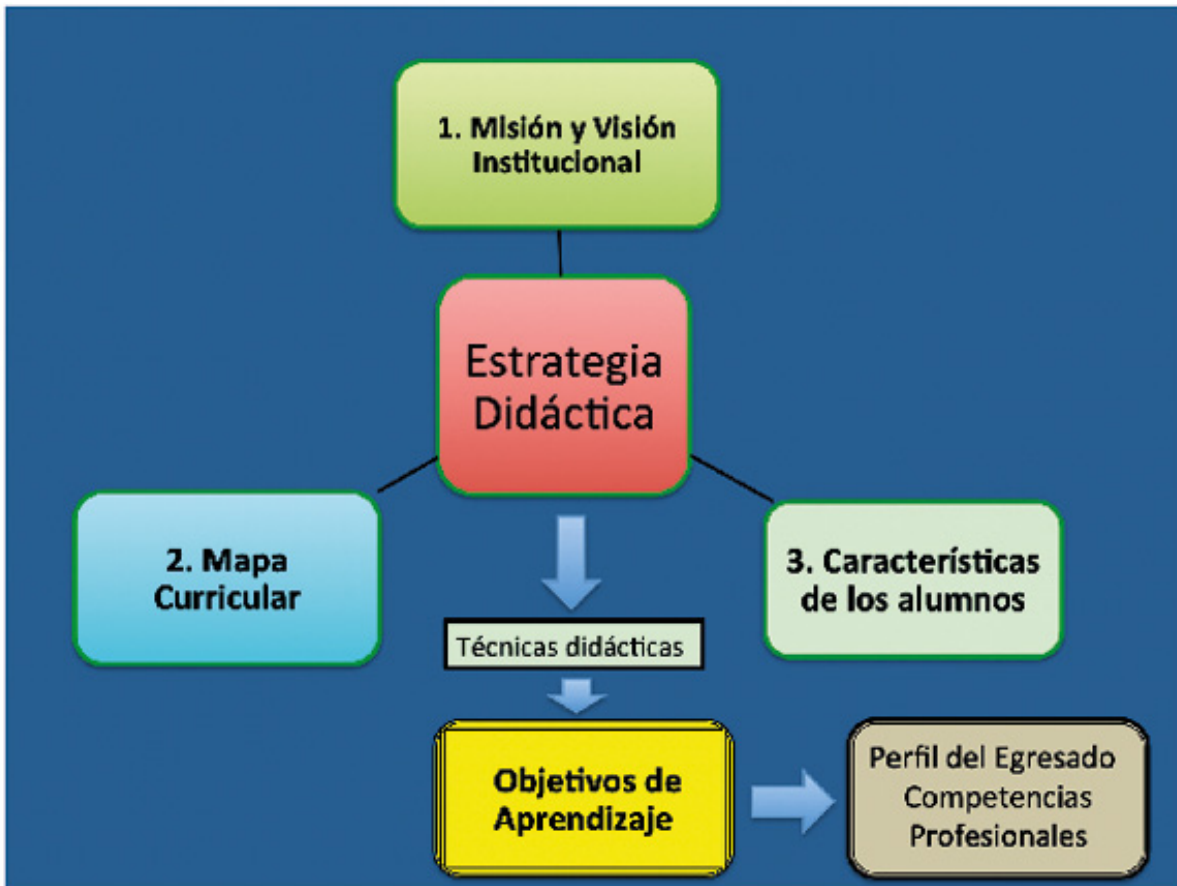 1. Misión y Visión
Institucional
Estrategia
Didáctica
2. Mapa
Curricular
3. Características
de los alumnos
Técnicas didácticas
Objetivos de
Aprendizaje
Perfil del Egresado
Competencias
Profesionales